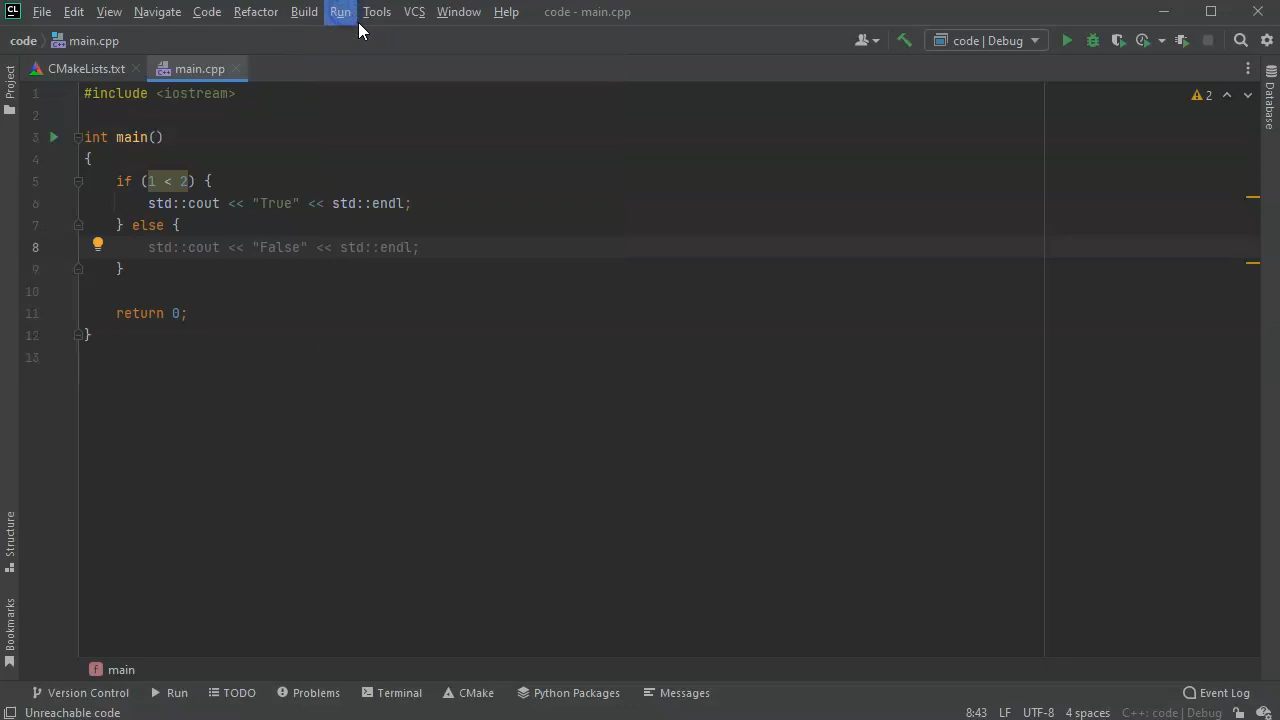 CL File Edit View Navigate Code Refactor Build Run Tools VCS Window Help code - main.cpp
code main.cpp code | Debug
CMakeLists.txt main.cpp
Project
Database
2
1 #include <iostream>
2
3 int main()
4 {
5 if (1 < 2) {
6 std::cout << "True" << std::endl;
7 } else {
8 std::cout << "False" << std::endl;
9 }
10
11 return 0;
12 }
13
Structure
Bookmarks
f main
Version Control Run TODO Problems Terminal CMake Python Packages Messages Event Log
Unreachable code 8:43 LF UTF-8 4 spaces C++: code | Debug